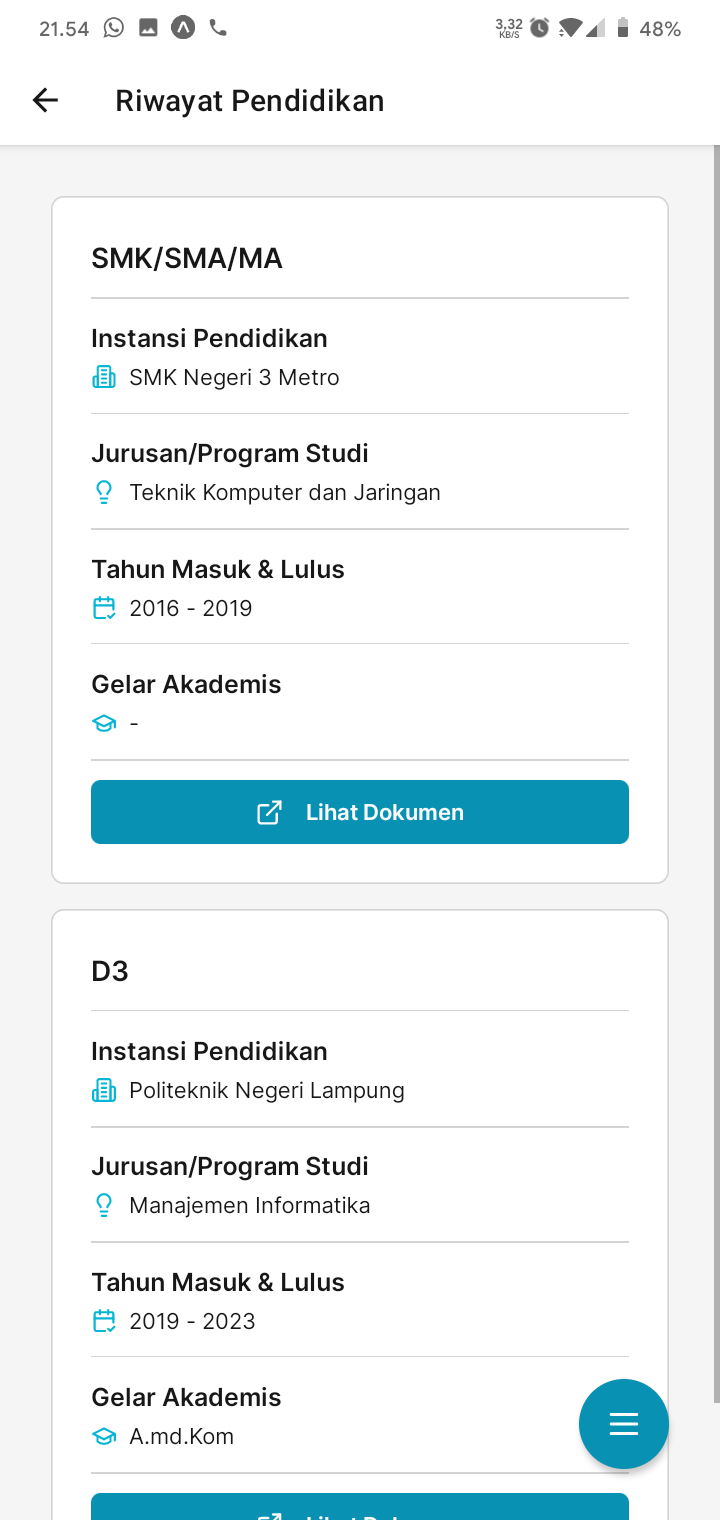 21.54
3,32
KB/S
48%
Riwayat Pendidikan
SMK/SMA/MA
Instansi Pendidikan
SMK Negeri 3 Metro
Jurusan/Program Studi
Teknik Komputer dan Jaringan
Tahun Masuk & Lulus
2016 - 2019
Gelar Akademis
-
Lihat Dokumen
D3
Instansi Pendidikan
Politeknik Negeri Lampung
Jurusan/Program Studi
Manajemen Informatika
Tahun Masuk & Lulus
2019 - 2023
Gelar Akademis
A.md.Kom